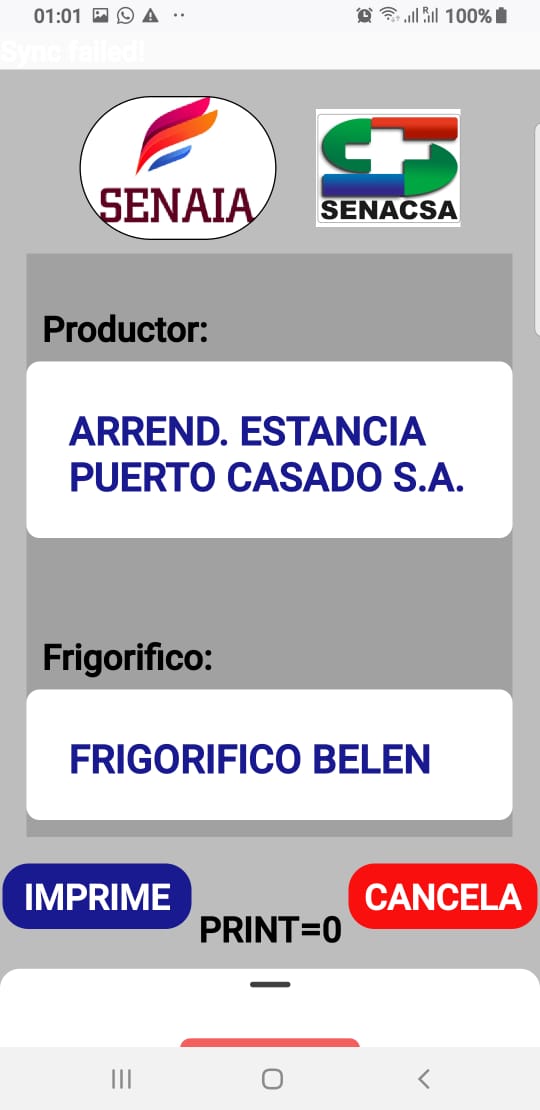 01:01
100%
Sync failed!
SENAIA
SENACSA
Productor:
ARREND. ESTANCIA
PUERTO CASADO S.A.
Frigorifico:
FRIGORIFICO BELEN
IMPRIME
CANCELA
PRINT=0